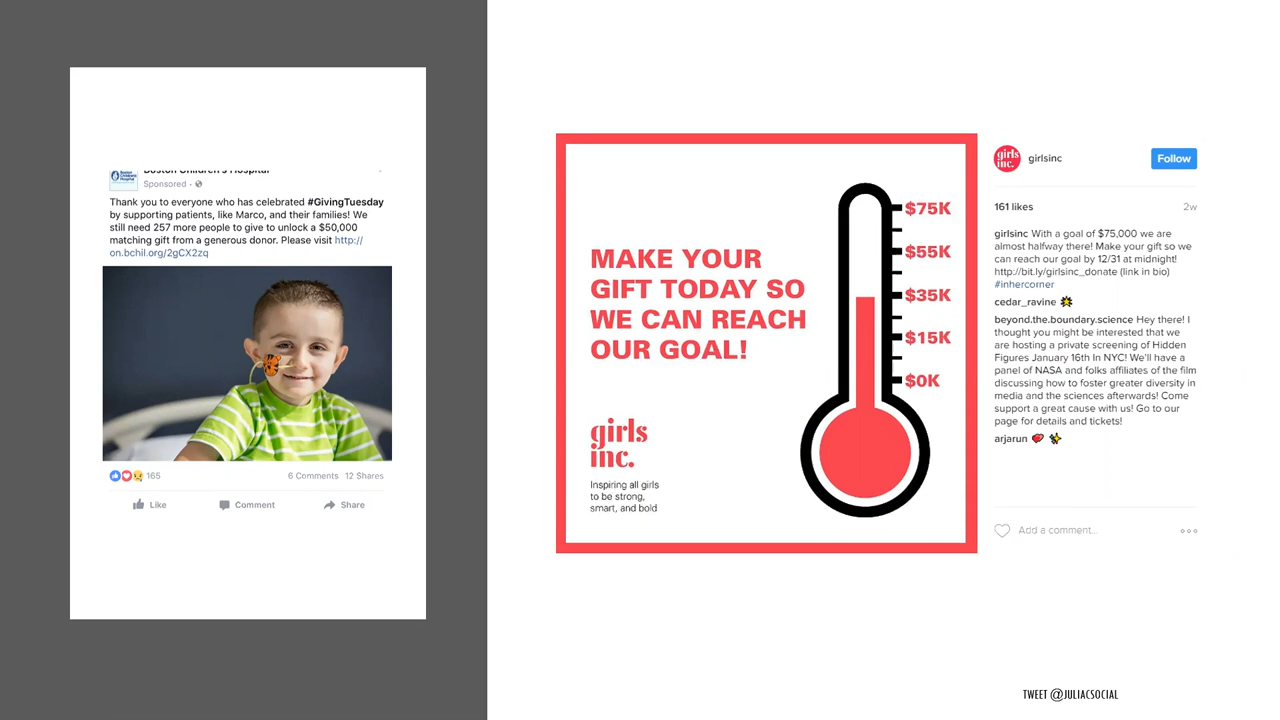 Boston Children's Hospital
Sponsored ·
Thank you to everyone who has celebrated #GivingTuesday
by supporting patients, like Marco, and their families! We
still need 257 more people to give to unlock a $50,000
matching gift from a generous donor. Please visit http://
on.bchil.org/2gCX2zq
165
6 Comments 12 Shares
Like
Comment
Share
MAKE YOUR
GIFT TODAY SO
WE CAN REACH
OUR GOAL!
girls
inc.
Inspiring all girls
to be strong,
smart, and bold
$75K
$55K
$35K
$15K
$0K
girls
inc.
girlsinc
Follow
161 likes
2w
girlsinc With a goal of $75,000 we are
almost halfway there! Make your gift so we
can reach our goal by 12/31 at midnight!
http://bit.ly/girlsinc_donate (link in bio)
#inhercorner
cedar_ravine
beyond.the.boundary.science Hey there! I
thought you might be interested that we
are hosting a private screening of Hidden
Figures January 16th In NYC! We'll have a
panel of NASA and folks affiliates of the film
discussing how to foster greater diversity in
media and the sciences afterwards! Come
support a great cause with us! Go to our
page for details and tickets!
arjarun
Add a comment...
TWEET @JULIACSOCIAL